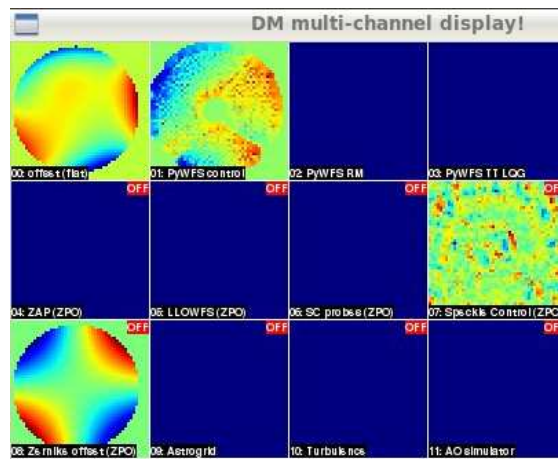 DM multi-channel display!
00: offset (flat)
01: PyWFS control
02: PyWFS RM
03: PyWFS TT LQG
OFF
OFF
OFF
OFF
04: ZAP (ZPO)
05: LLOWFS (ZPO)
06: SC probes (ZPO)
07: Speckle Control (ZPO
OFF
OFF
OFF
OFF
08: Zernike offset (ZPO)
09: Astrogrid
10: Turbulence
11: AO simulator